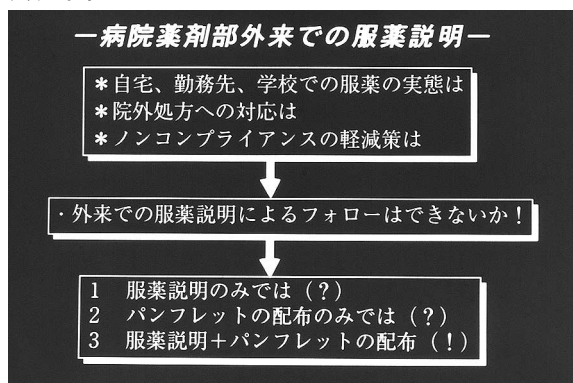 ―病院薬剤部外来での服薬説明―
＊自宅、勤務先、学校での服薬の実態は
＊院外処方への対応は
＊ノンコンプライアンスの軽減策は
・外来での服薬説明によるフォローはできないか！
1　服薬説明のみでは（？）
2　パンフレットの配布のみでは（？）
3　服薬説明＋パンフレットの配布（！）